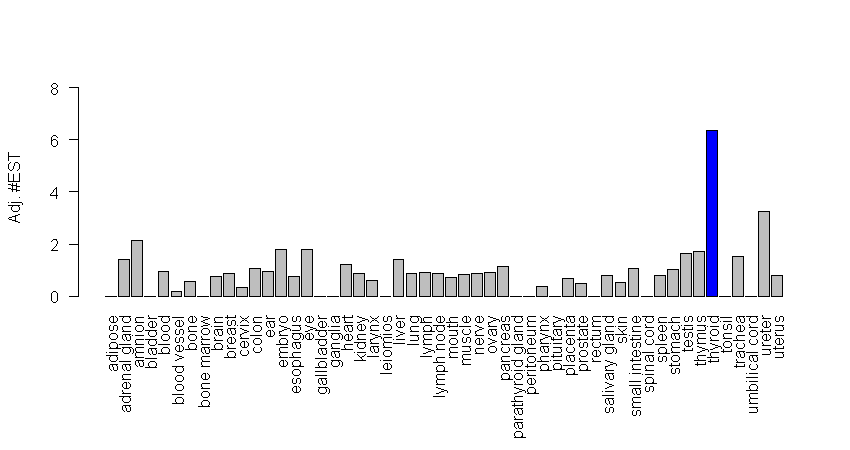 8
6
4
2
0
Adj. #EST
adipose
adrenal gland
amnion
bladder
blood
blood vessel
bone
bone marrow
brain
breast
cervix
colon
ear
embryo
esophagus
eye
gallbladder
ganglia
heart
kidney
larynx
leiomios
liver
lung
lymph
lymph node
mouth
muscle
nerve
ovary
pancreas
parathyroid gland
peritoneum
pharynx
pituitary
placenta
prostate
rectum
salivary gland
skin
small intestine
spinal cord
spleen
stomach
testis
thymus
thyroid
tonsil
trachea
umbilical cord
ureter
uterus